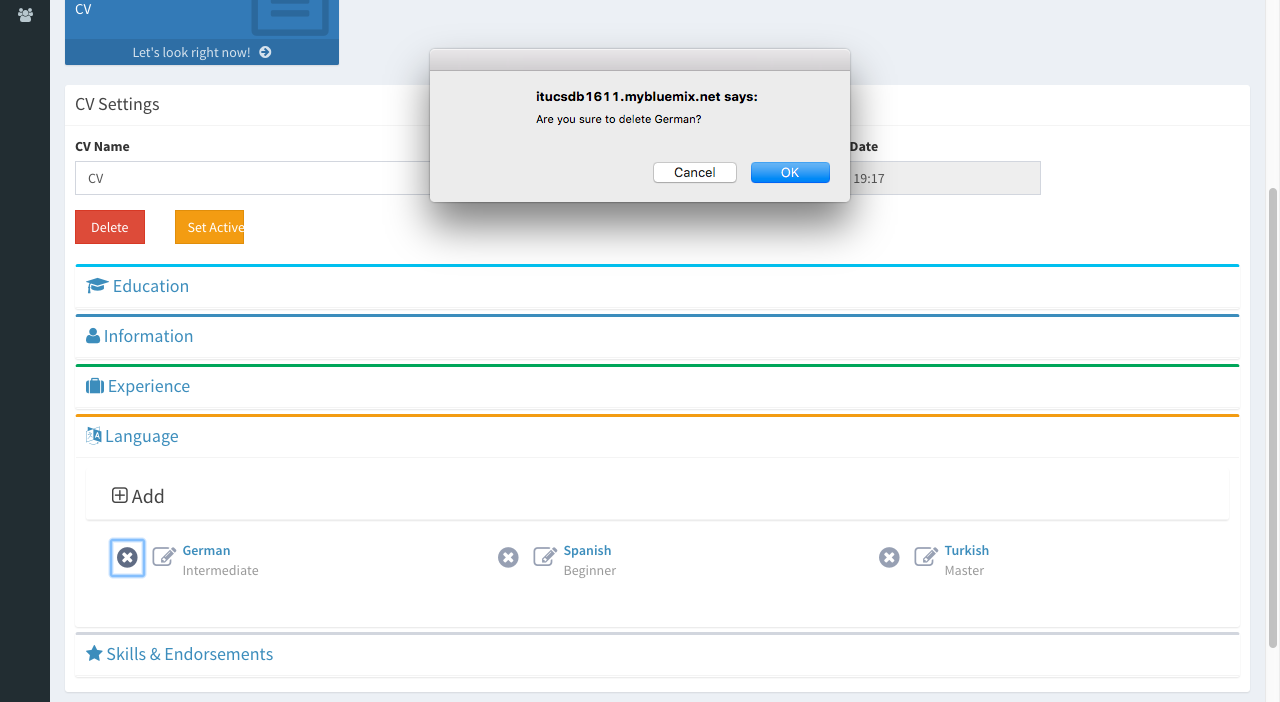 CV
Let's look right now!
itucsdb1611.mybluemix.net says:
Are you sure to delete German?
Cancel
OK
CV Settings
CV Name
Date
CV
19:17
Delete
Set Active
Education
Information
Experience
Language
Add
German
Intermediate
Spanish
Beginner
Turkish
Master
Skills & Endorsements